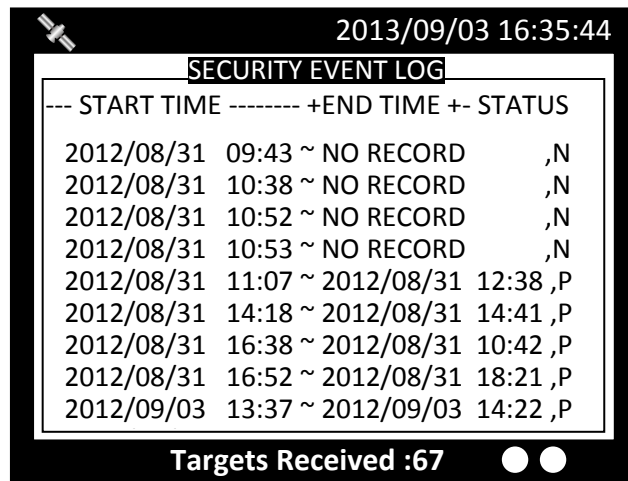 2013/09/03 16:35:44
SECURITY EVENT LOG
--- START TIME -------- +END TIME +- STATUS
2012/08/31 09:43 ~ NO RECORD ,N
2012/08/31 10:38 ~ NO RECORD ,N
2012/08/31 10:52 ~ NO RECORD ,N
2012/08/31 10:53 ~ NO RECORD ,N
2012/08/31 11:07 ~ 2012/08/31 12:38 ,P
2012/08/31 14:18 ~ 2012/08/31 14:41 ,P
2012/08/31 16:38 ~ 2012/08/31 10:42 ,P
2012/08/31 16:52 ~ 2012/08/31 18:21 ,P
2012/09/03 13:37 ~ 2012/09/03 14:22 ,P
Targets Received :67